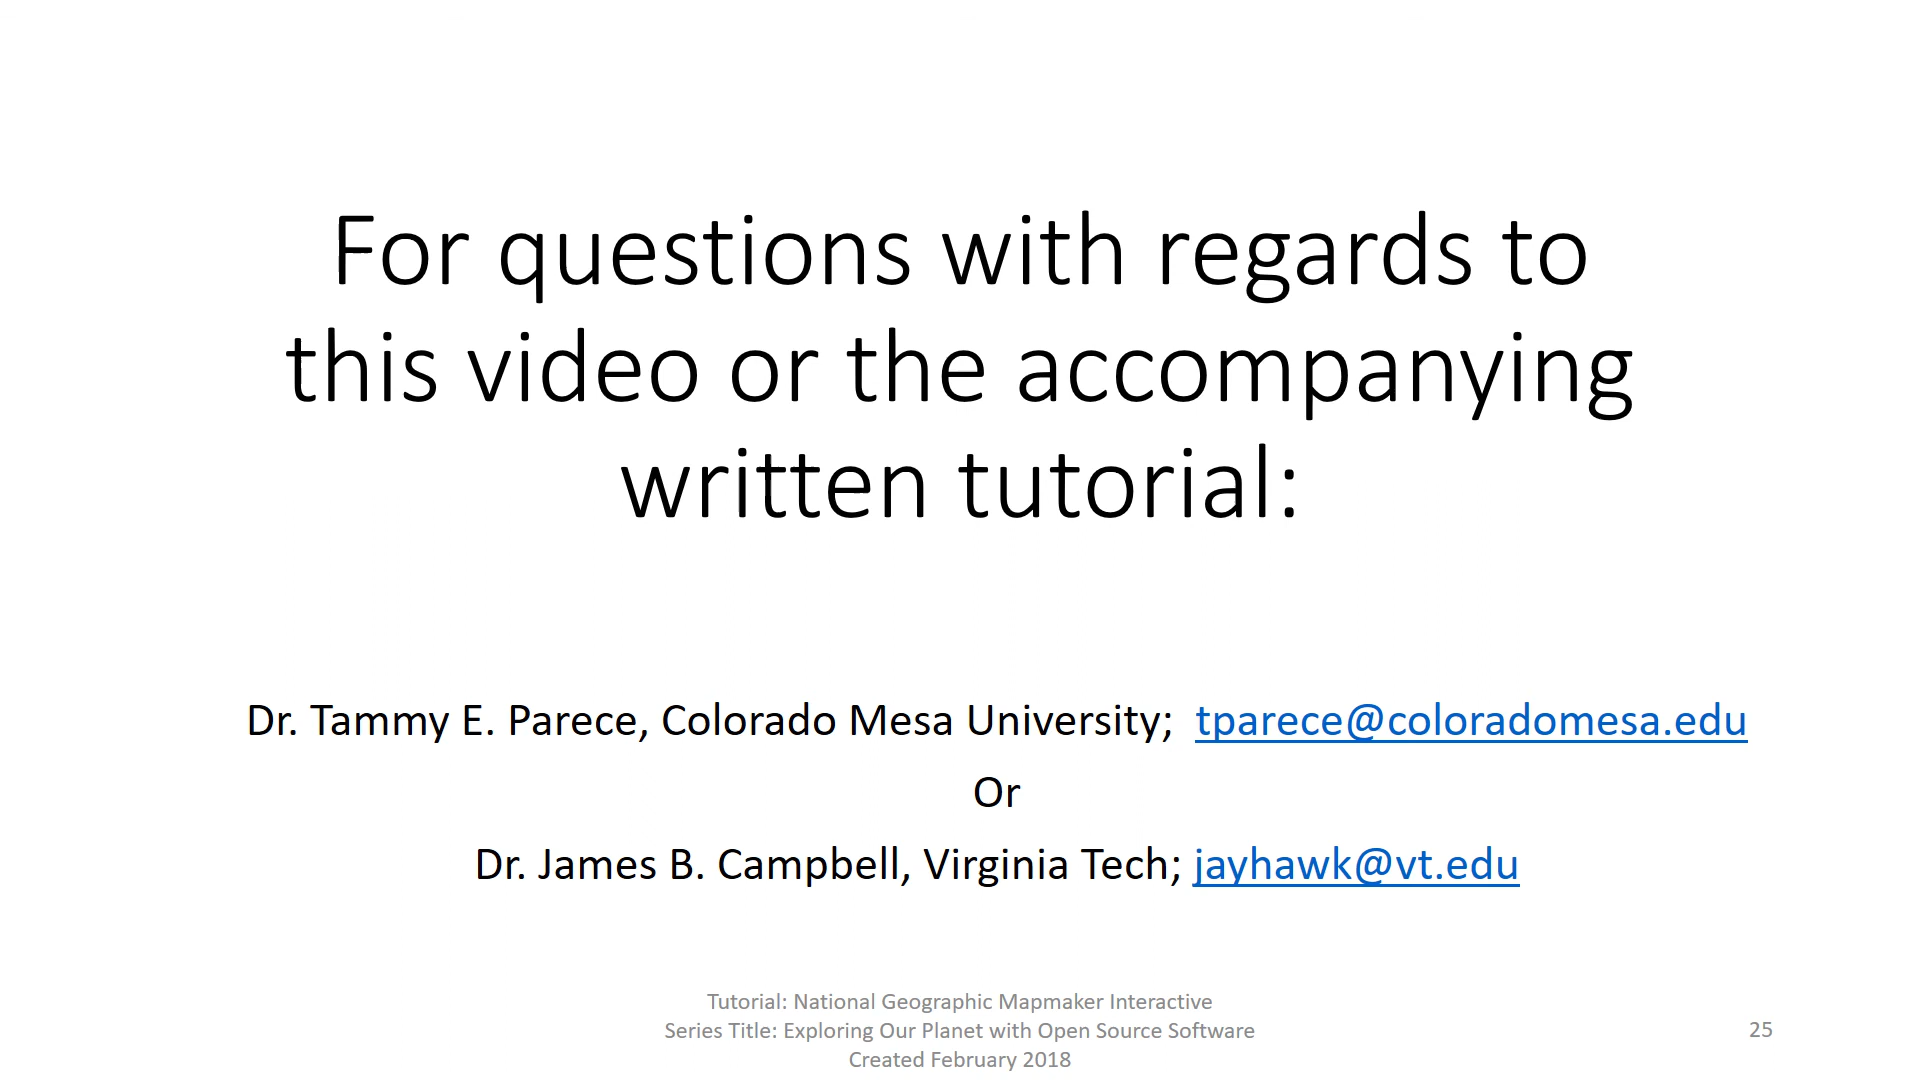 For questions with regards to
this video or the accompanying
written tutorial:
Dr. Tammy E. Parece, Colorado Mesa University;  tparece@coloradomesa.edu
Or
Dr. James B. Campbell, Virginia Tech; jayhawk@vt.edu
Tutorial: National Geographic Mapmaker Interactive
Series Title: Exploring Our Planet with Open Source Software
Created February 2018
25